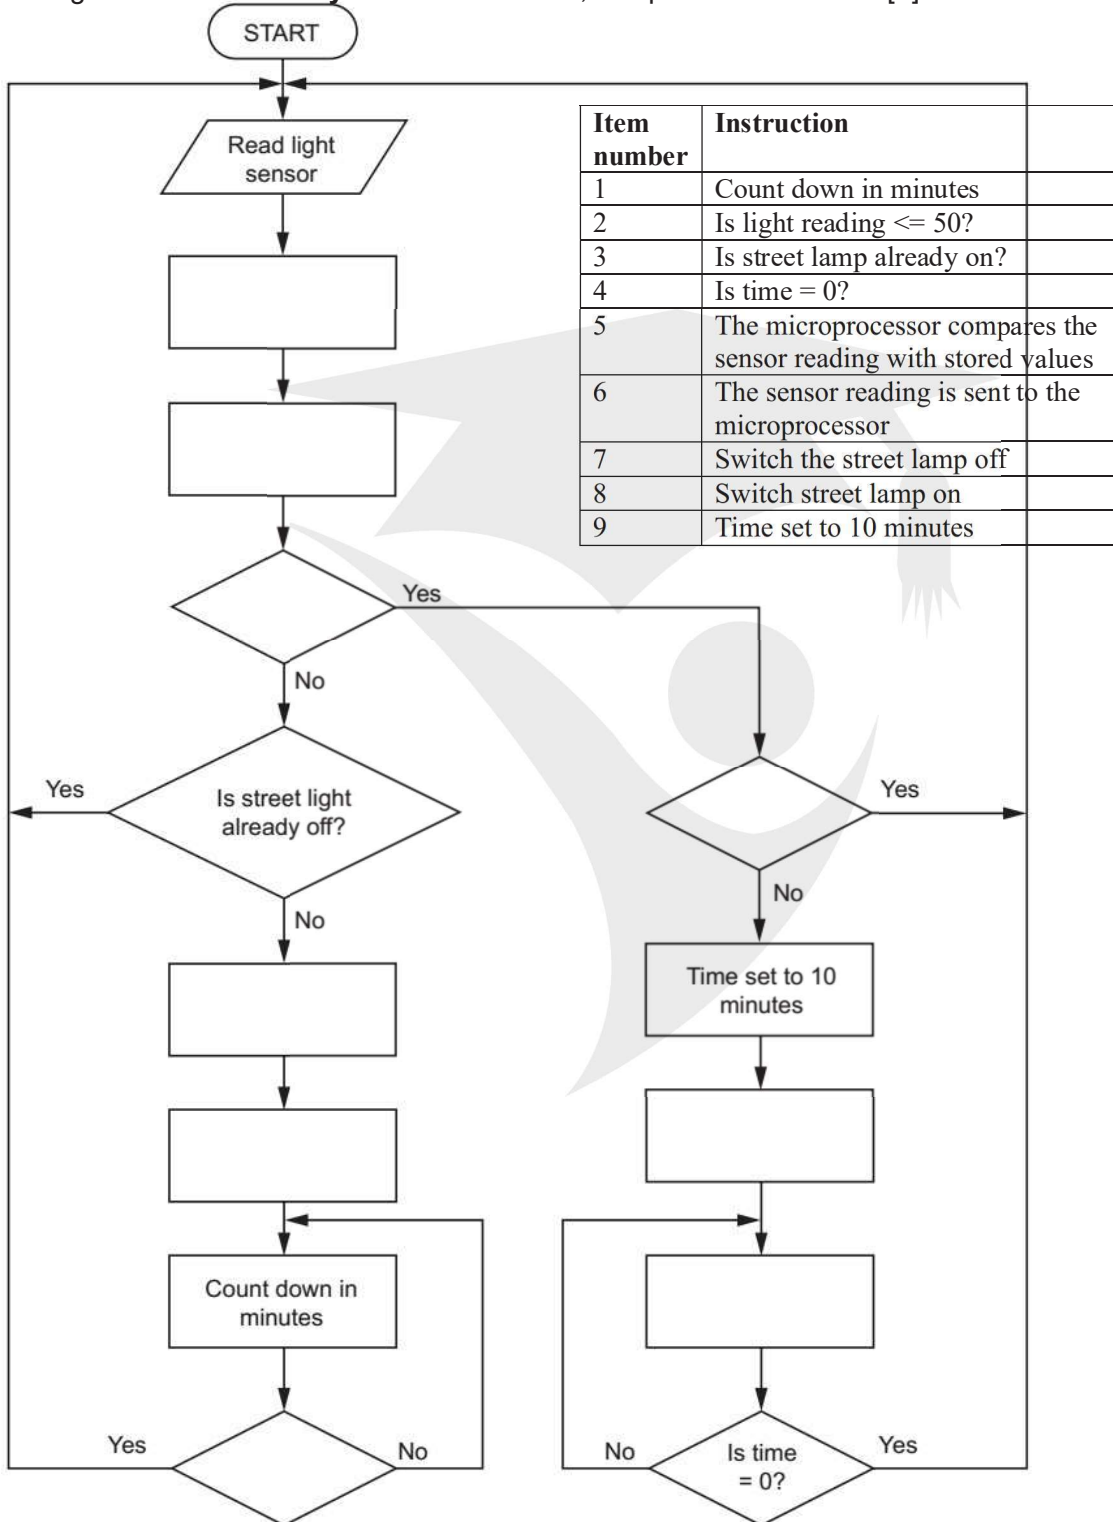 START
Read light
sensor
Item
number
Instruction
1
Count down in minutes
2
Is light reading <= 50?
3
Is street lamp already on?
4
Is time = 0?
5
The microprocessor compares the
sensor reading with stored values
6
The sensor reading is sent to the
microprocessor
7
Switch the street lamp off
8
Switch street lamp on
9
Time set to 10 minutes
Yes
No
Yes
Is street light
already off?
Yes
No
No
Time set to 10
minutes
Count down in
minutes
Yes
No
No
Is time
= 0?
Yes